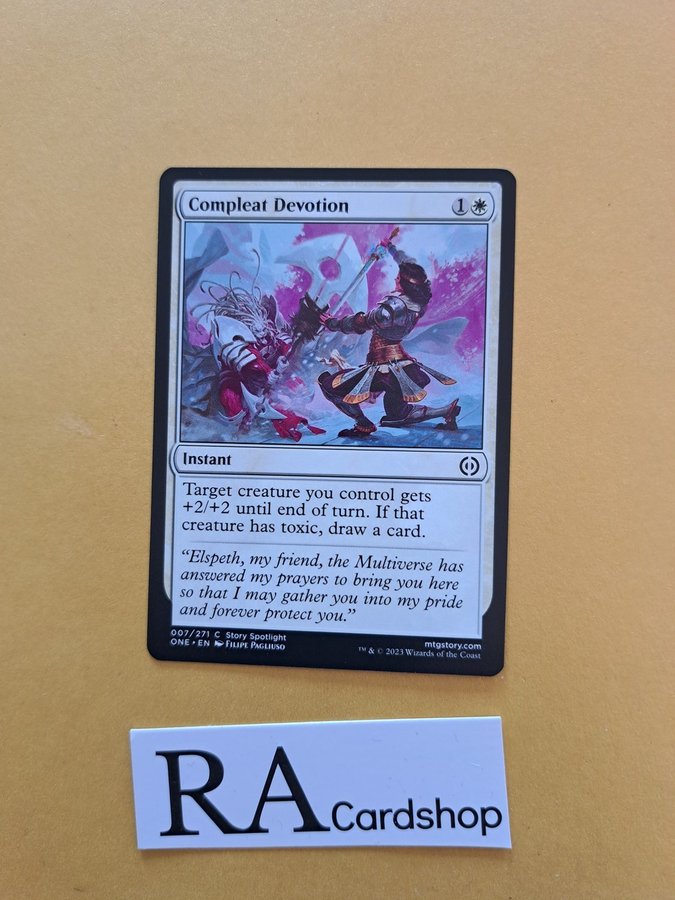 Compleat Devotion 1
Instant
Target creature you control gets
+2/+2 until end of turn. If that
creature has toxic, draw a card.
“Elspeth, my friend, the Multiverse has
answered my prayers to bring you here
so that I may gather you into my pride
and forever protect you.”
007/271 C Story Spotlight
ONE • EN Filipe Pagliuso
mtgstory.com
™ & © 2023 Wizards of the Coast
RA Cardshop